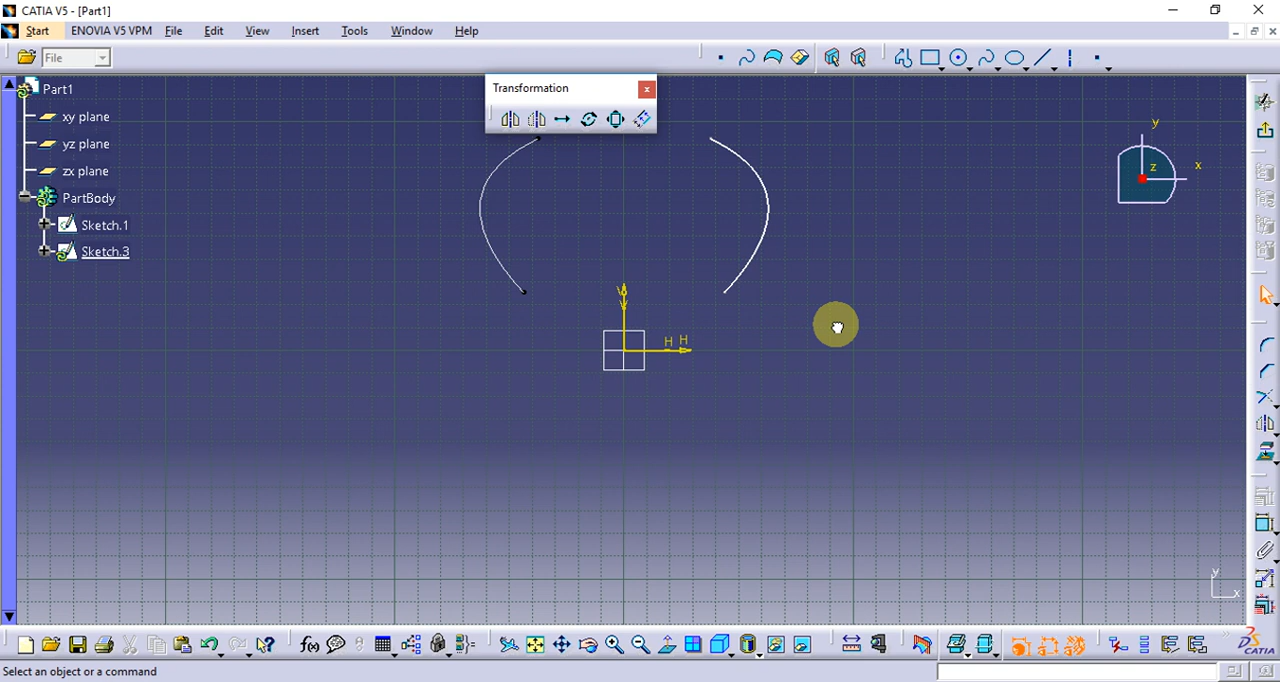 CATIA V5 - [Part1]
Start ENOVIA V5 VPM File Edit View Insert Tools Window Help
File
Transformation
Part1
xy plane
yz plane
zx plane
PartBody
Sketch.1
Sketch.3
y
z x
V
H H
y
x
f(x)
CATIA
Select an object or a command